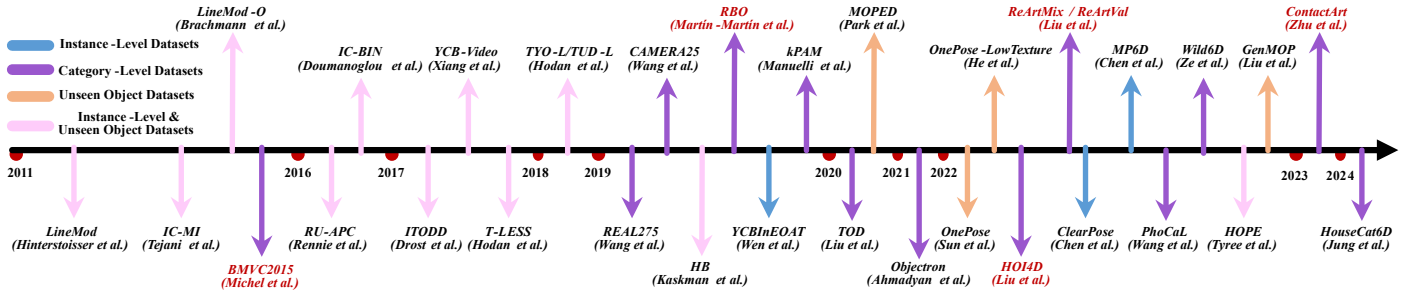 Instance -Level Datasets
Category -Level Datasets
Unseen Object Datasets
Instance -Level &
Unseen Object Datasets
LineMod -O
(Brachmann et al.)
IC-BIN
(Doumanoglou et al.)
YCB -Video
(Xiang et al.)
TYO-L/TUD -L
(Hodan et al.)
CAMERA25
(Wang et al.)
RBO
(Martín -Martín et al.)
kPAM
(Manuelli et al.)
MOPED
(Park et al.)
OnePose -LowTexture
(He et al.)
ReArtMix / ReArtVal
(Liu et al.)
MP6D
(Chen et al.)
Wild6D
(Ze et al.)
GenMOP
(Liu et al.)
ContactArt
(Zhu et al.)
2011
2016
2017
2018
2019
2020
2021
2022
2023
2024
LineMod
(Hinterstoisser et al.)
IC-MI
(Tejani et al.)
BMVC2015
(Michel et al.)
RU-APC
(Rennie et al.)
ITODD
(Drost et al.)
T-LESS
(Hodan et al.)
REAL275
(Wang et al.)
HB
(Kaskman et al.)
YCBInEOAT
(Wen et al.)
TOD
(Liu et al.)
Objectron
(Ahmadyan et al.)
OnePose
(Sun et al.)
HOI4D
(Liu et al.)
ClearPose
(Chen et al.)
PhoCaL
(Wang et al.)
HOPE
(Tyree et al.)
HouseCat6D
(Jung et al.)